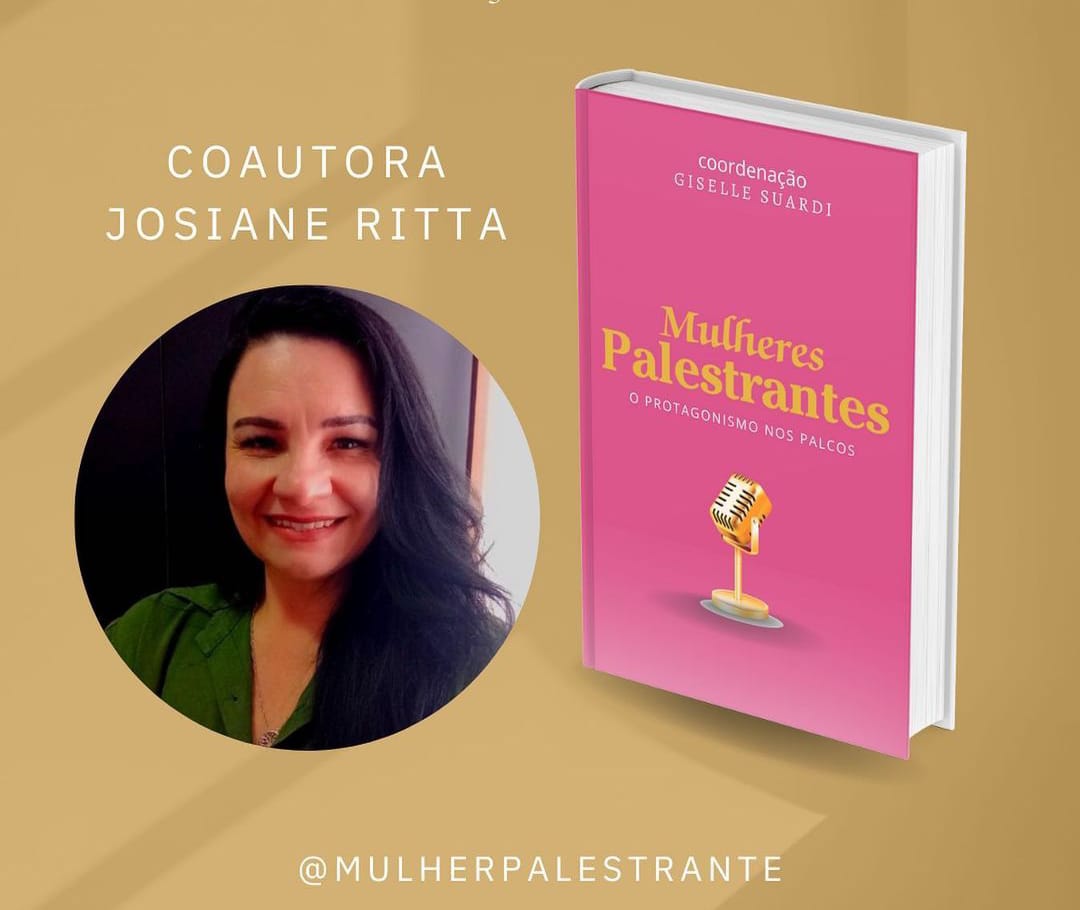 COAUTORA
JOSIANE RITTA
coordenação
GISELLE SUARDI
Mulheres
Palestrantes
O PROTAGONISMO NOS PALCOS
@MULHERPALESTRANTE